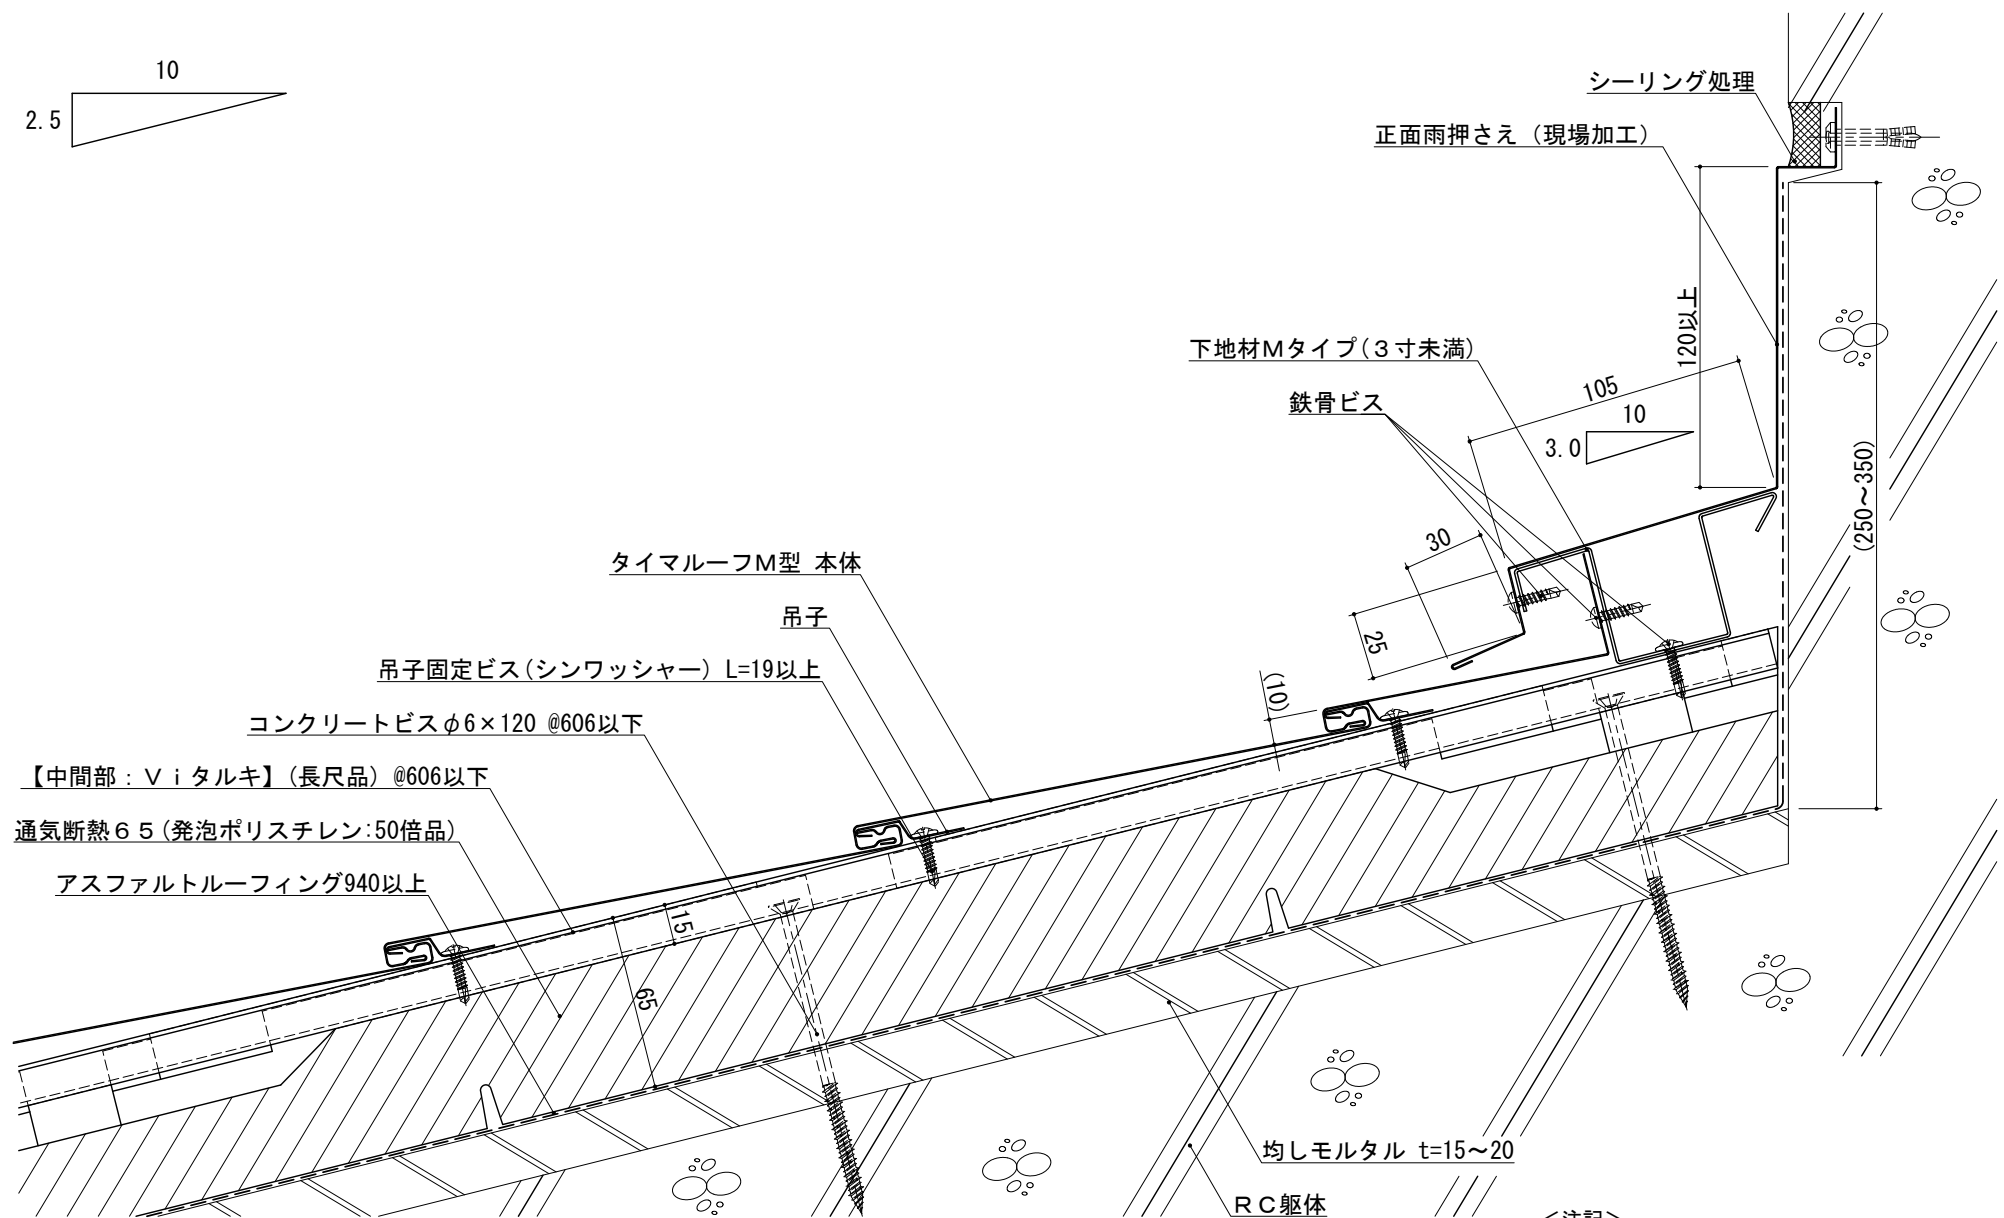 10
2.5
シーリング処理
正面雨押さえ（現場加工）
120以上
下地材Mタイプ(３寸未満)
105
鉄骨ビス
10
3.0
(250～350)
30
タイマルーフM型 本体
吊子
25
吊子固定ビス(シンワッシャー) L=19以上
(10)
コンクリートビスφ6×120 @606以下
【中間部：Ｖｉタルキ】(長尺品) @606以下
通気断熱６５(発泡ポリスチレン:50倍品)
アスファルトルーフィング940以上
15
65
均しモルタル t=15～20
ＲＣ躯体
＜注記＞